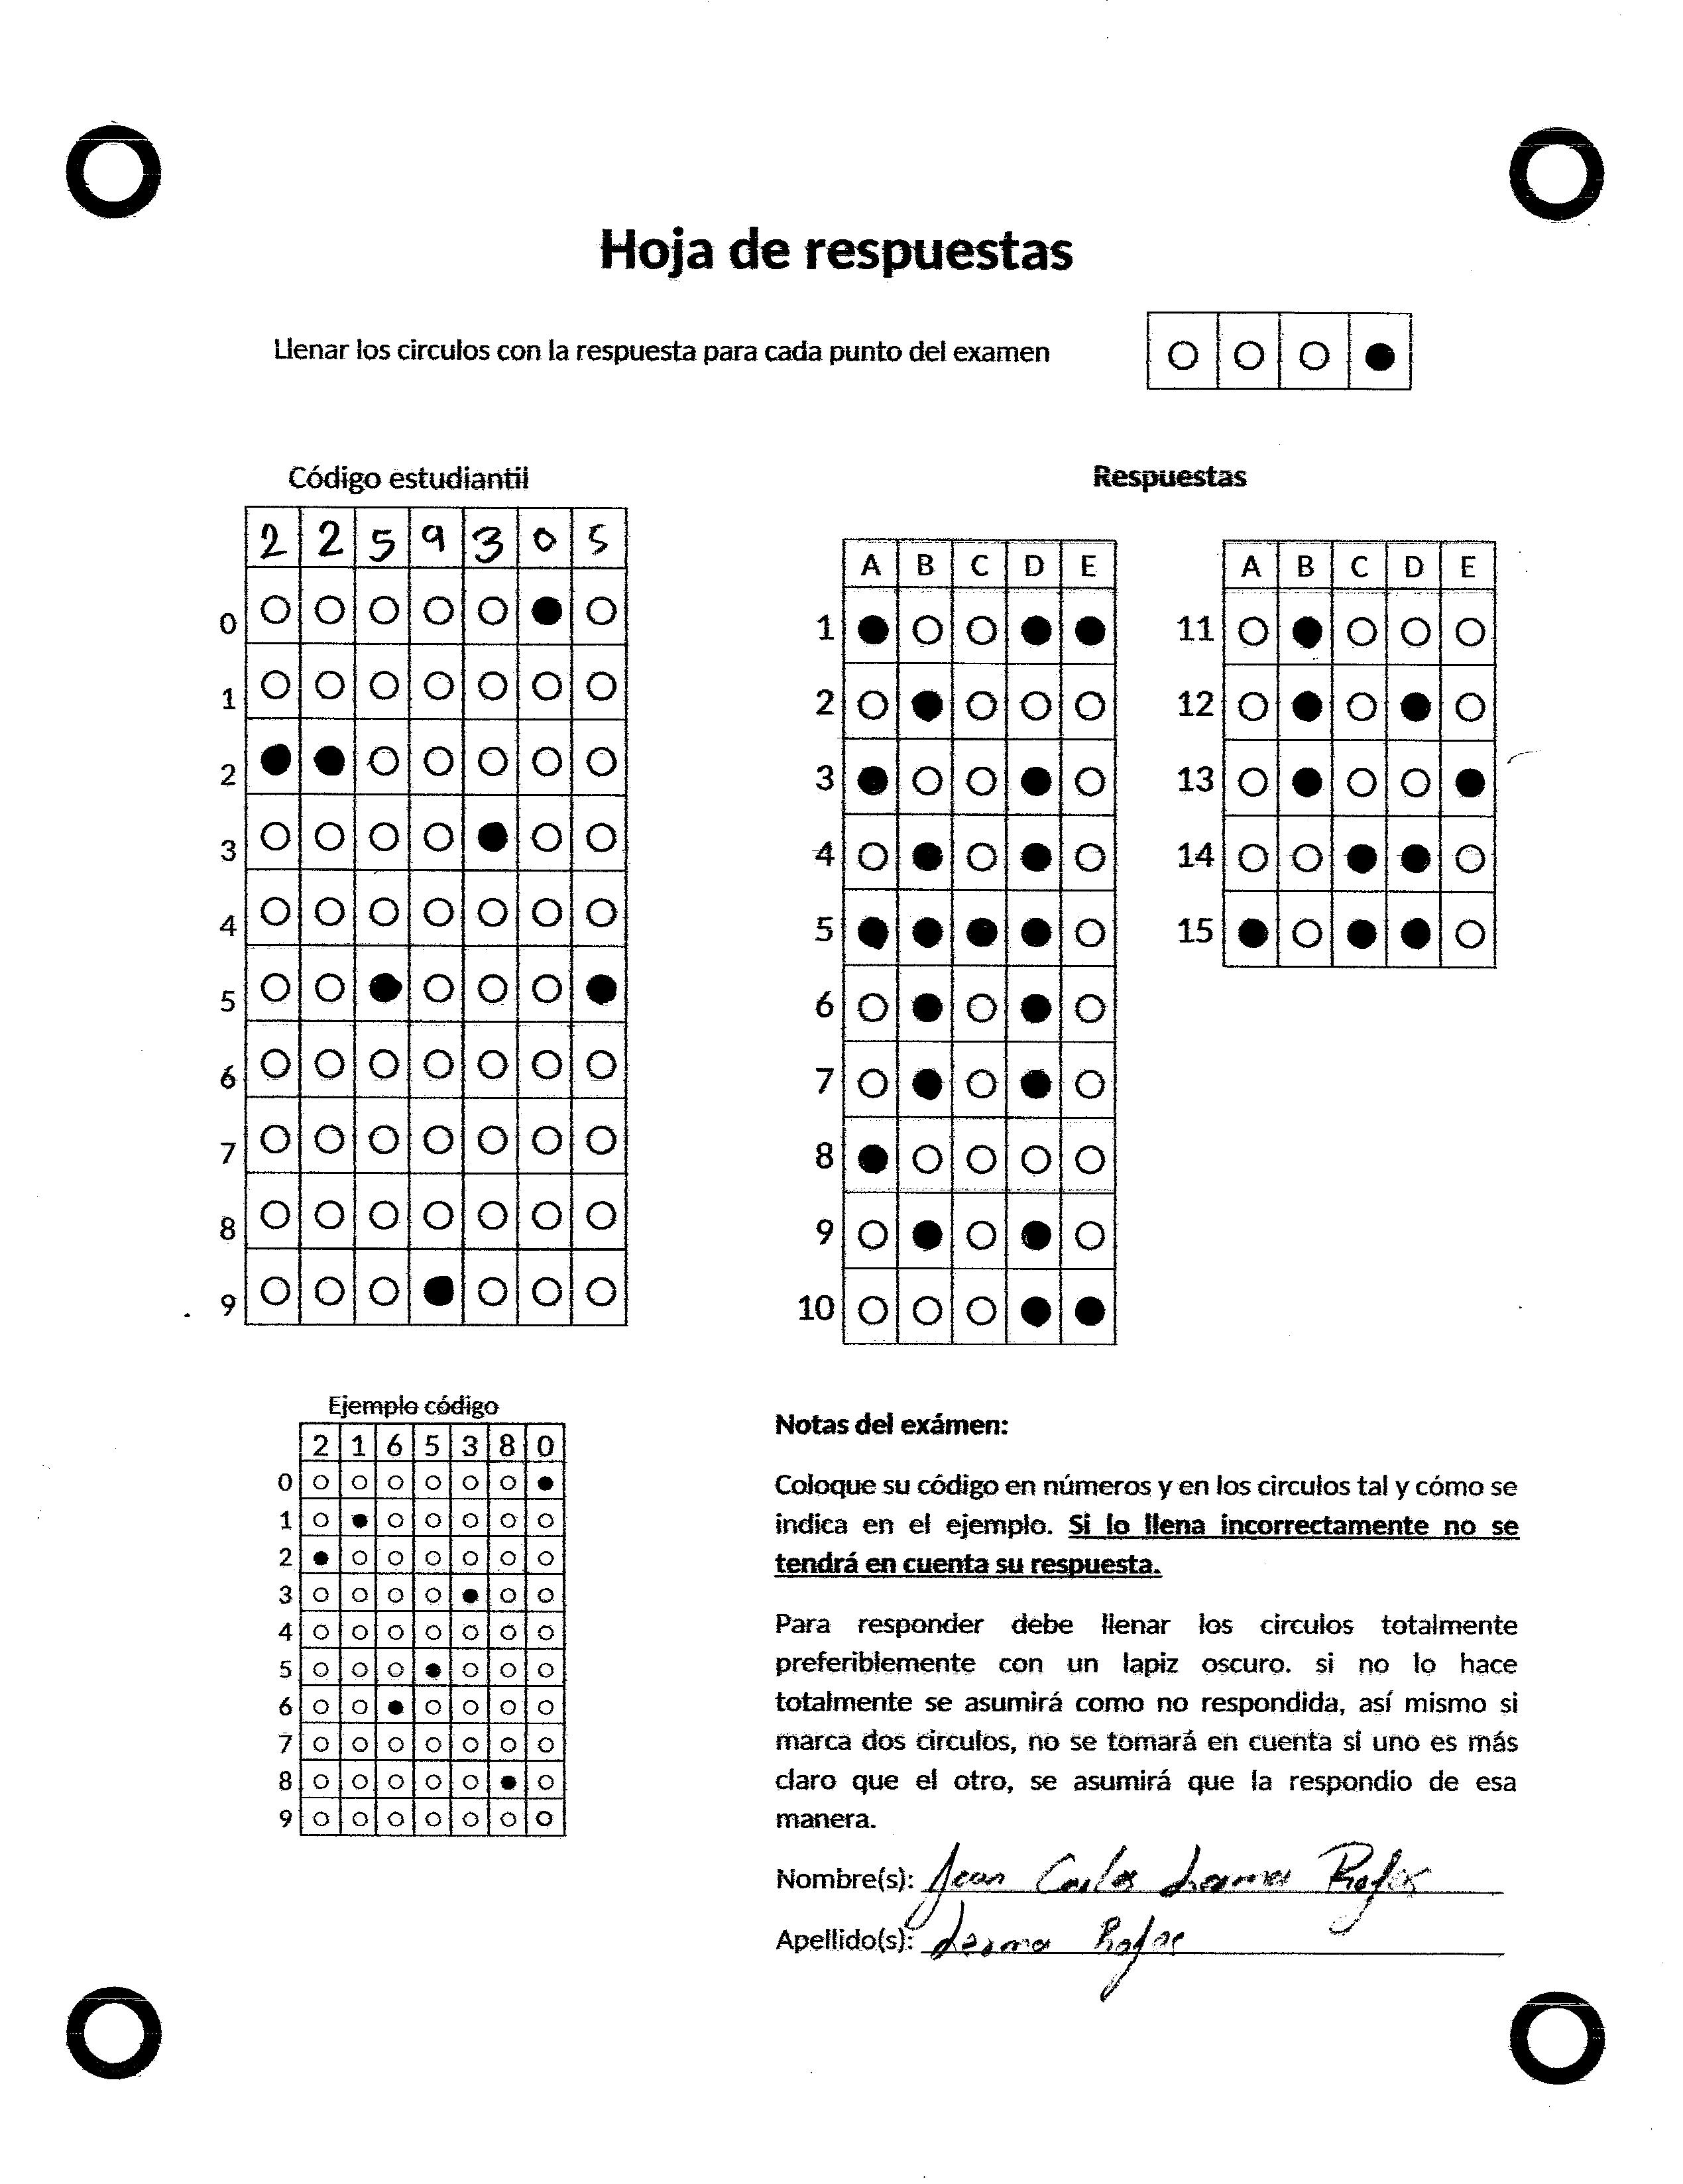 Hoja de respuestas
Llenar los circulos con la respuesta para cada punto del examen
Código estudiantil
2 2 5 9 3 0 5
0
1
2
3
4
5
6
7
8
9
Respuestas
A B C D E
1
2
3
4
5
6
7
8
9
10
A B C D E
11
12
13
14
15
Ejemplo código
2 1 6 5 3 8 0
0
1
2
3
4
5
6
7
8
9
Notas del exámen:
Coloque su código en números y en los circulos tal y cómo se
indica en el ejemplo. Si lo llena incorrectamente no se
tendrá en cuenta su respuesta.
Para responder debe llenar los circulos totalmente
preferiblemente con un lapiz oscuro. si no lo hace
totalmente se asumirá como no respondida, así mismo si
marca dos circulos, no se tomará en cuenta si uno es más
claro que el otro, se asumirá que la respondio de esa
manera.
Nombre(s): Jean Carlos
Apellido(s):